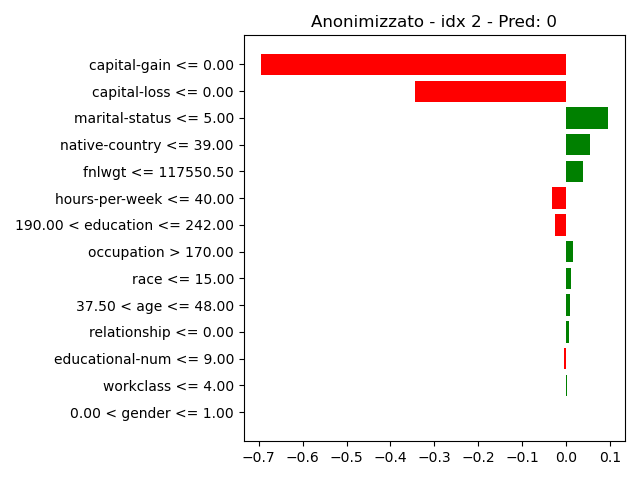 Anonimizzato - idx 2 - Pred: 0
capital-gain <= 0.00
capital-loss <= 0.00
marital-status <= 5.00
native-country <= 39.00
fnlwgt <= 117550.50
hours-per-week <= 40.00
190.00 < education <= 242.00
occupation > 170.00
race <= 15.00
37.50 < age <= 48.00
relationship <= 0.00
educational-num <= 9.00
workclass <= 4.00
0.00 < gender <= 1.00
−0.7 −0.6 −0.5 −0.4 −0.3 −0.2 −0.1 0.0 0.1